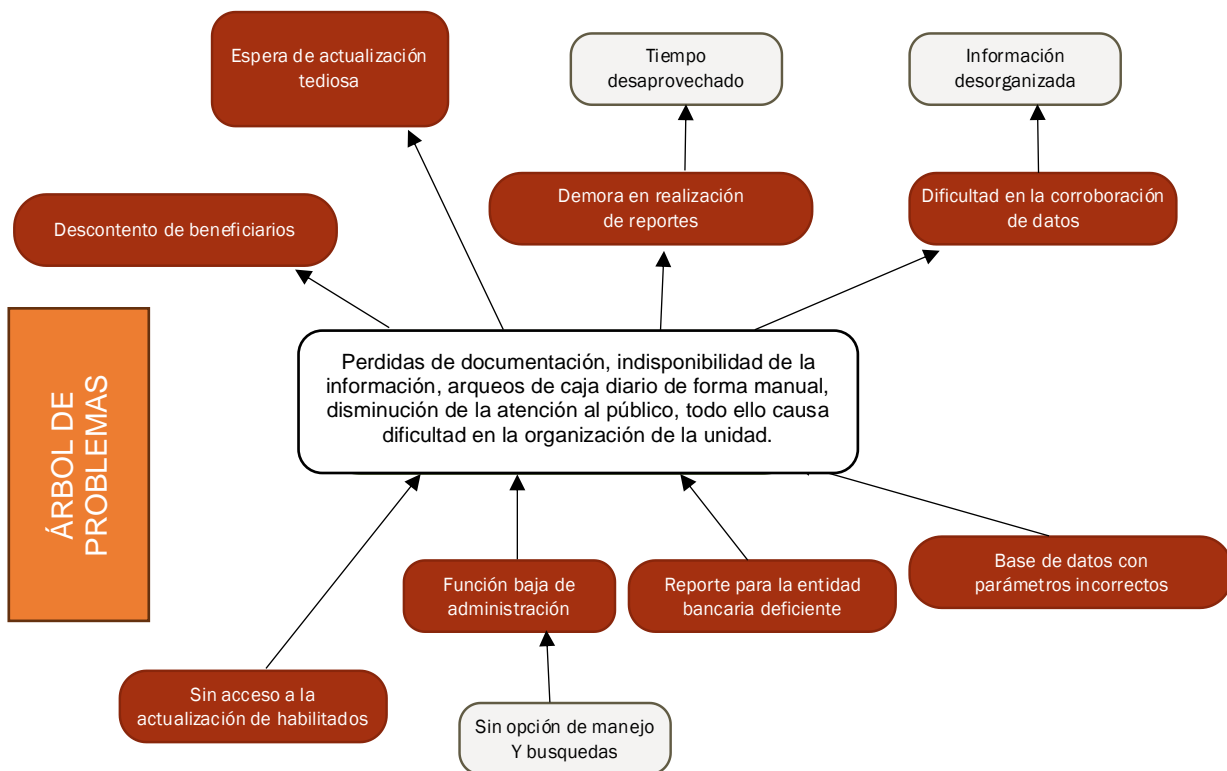 Espera de actualización
tediosa
Tiempo
desaprovechado
Información
desorganizada
Descontento de beneficiarios
Demora en realización
de reportes
Dificultad en la corroboración
de datos
ÁRBOL DE
PROBLEMAS
Perdidas de documentación, indisponibilidad de la
información, arqueos de caja diario de forma manual,
disminución de la atención al público, todo ello causa
dificultad en la organización de la unidad.
Función baja de
administración
Reporte para la entidad
bancaria deficiente
Base de datos con
parámetros incorrectos
Sin acceso a la
actualización de habilitados
Sin opción de manejo
Y busquedas